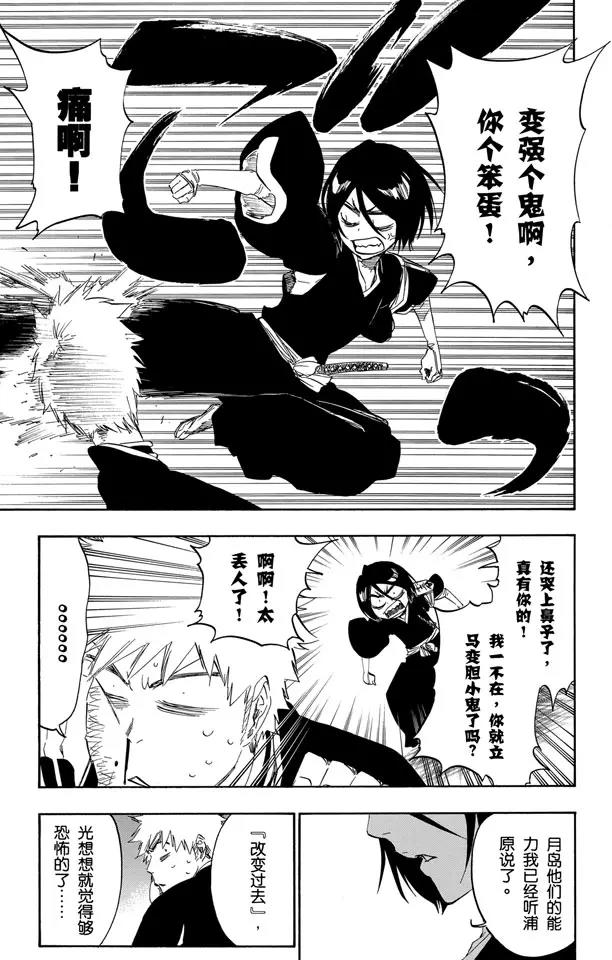 变强个鬼啊，
你个笨蛋！
痛啊！
还哭上鼻子了，
真有你的！
我一不在，你就立
马变胆小鬼了吗？
啊啊！太
丢人了！
……
月岛他们的能
力我已经听浦
原说了。
『改变过
去』，
光想想就觉得够
恐怖的了……